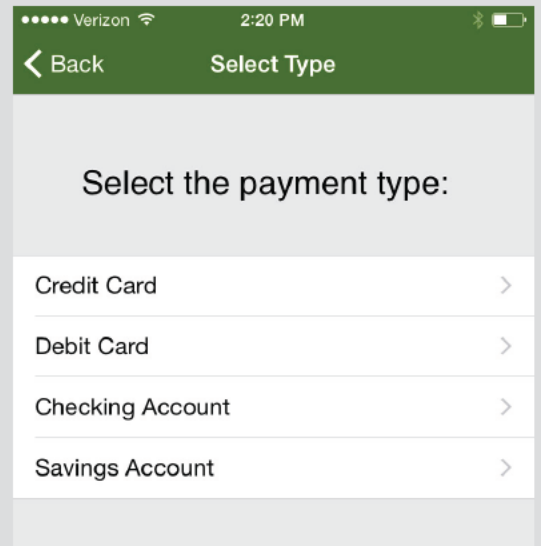 Verizon 2:20 PM
Back Select Type
Select the payment type:
Credit Card
Debit Card
Checking Account
Savings Account